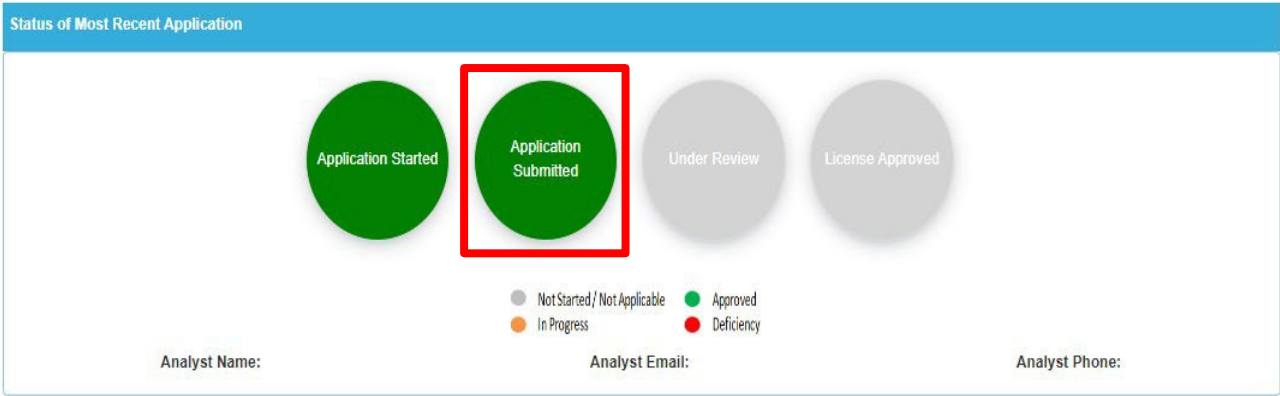 Status of Most Recent Application
Application Started
Application
Submitted
Under Review
License Approved
Not Started / Not Applicable
Approved
In Progress
Deficiency
Analyst Name:
Analyst Email:
Analyst Phone: